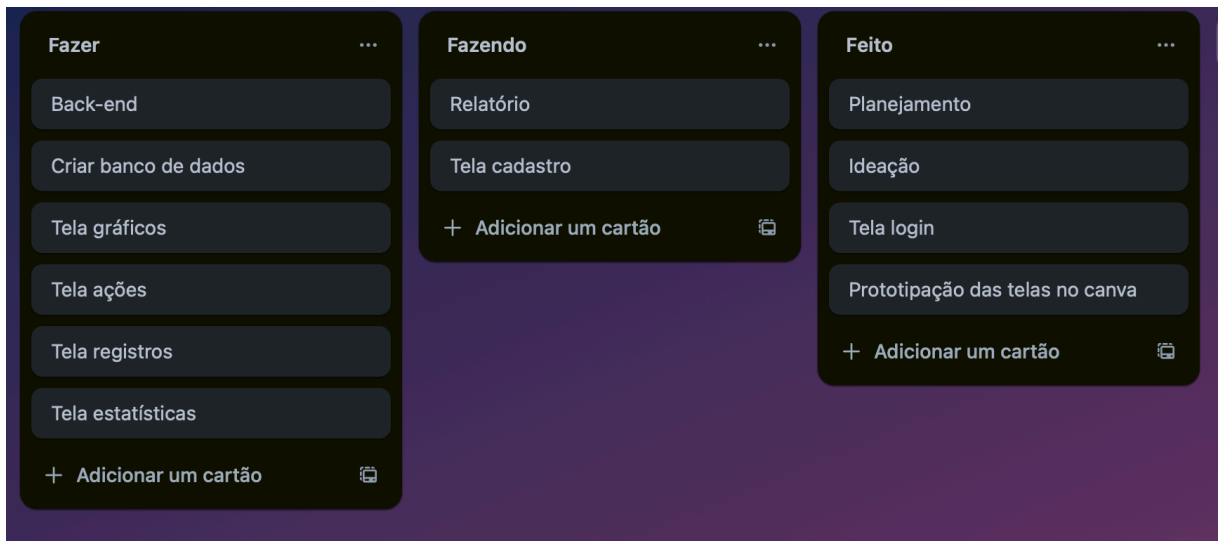 Fazer
Back-end
Criar banco de dados
Tela gráficos
Tela ações
Tela registros
Tela estatísticas
Adicionar um cartão
Fazendo
Relatório
Tela cadastro
Adicionar um cartão
Feito
Planejamento
Ideação
Tela login
Prototipação das telas no canva
Adicionar um cartão